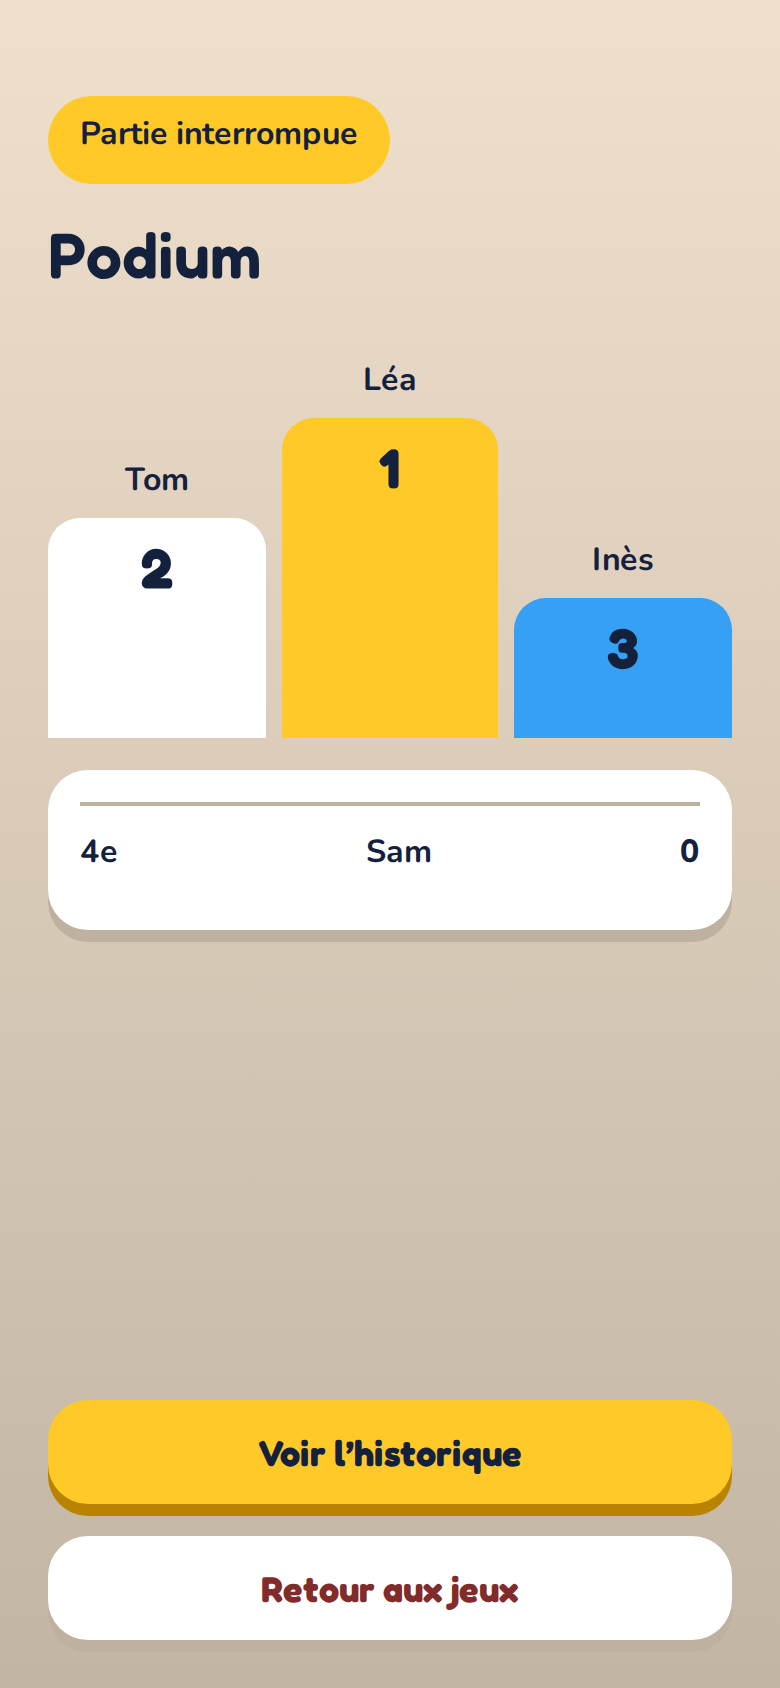 Partie interrompue
Podium
Léa
1
Tom
2
Inès
3
4e Sam 0
Voir l’historique
Retour aux jeux